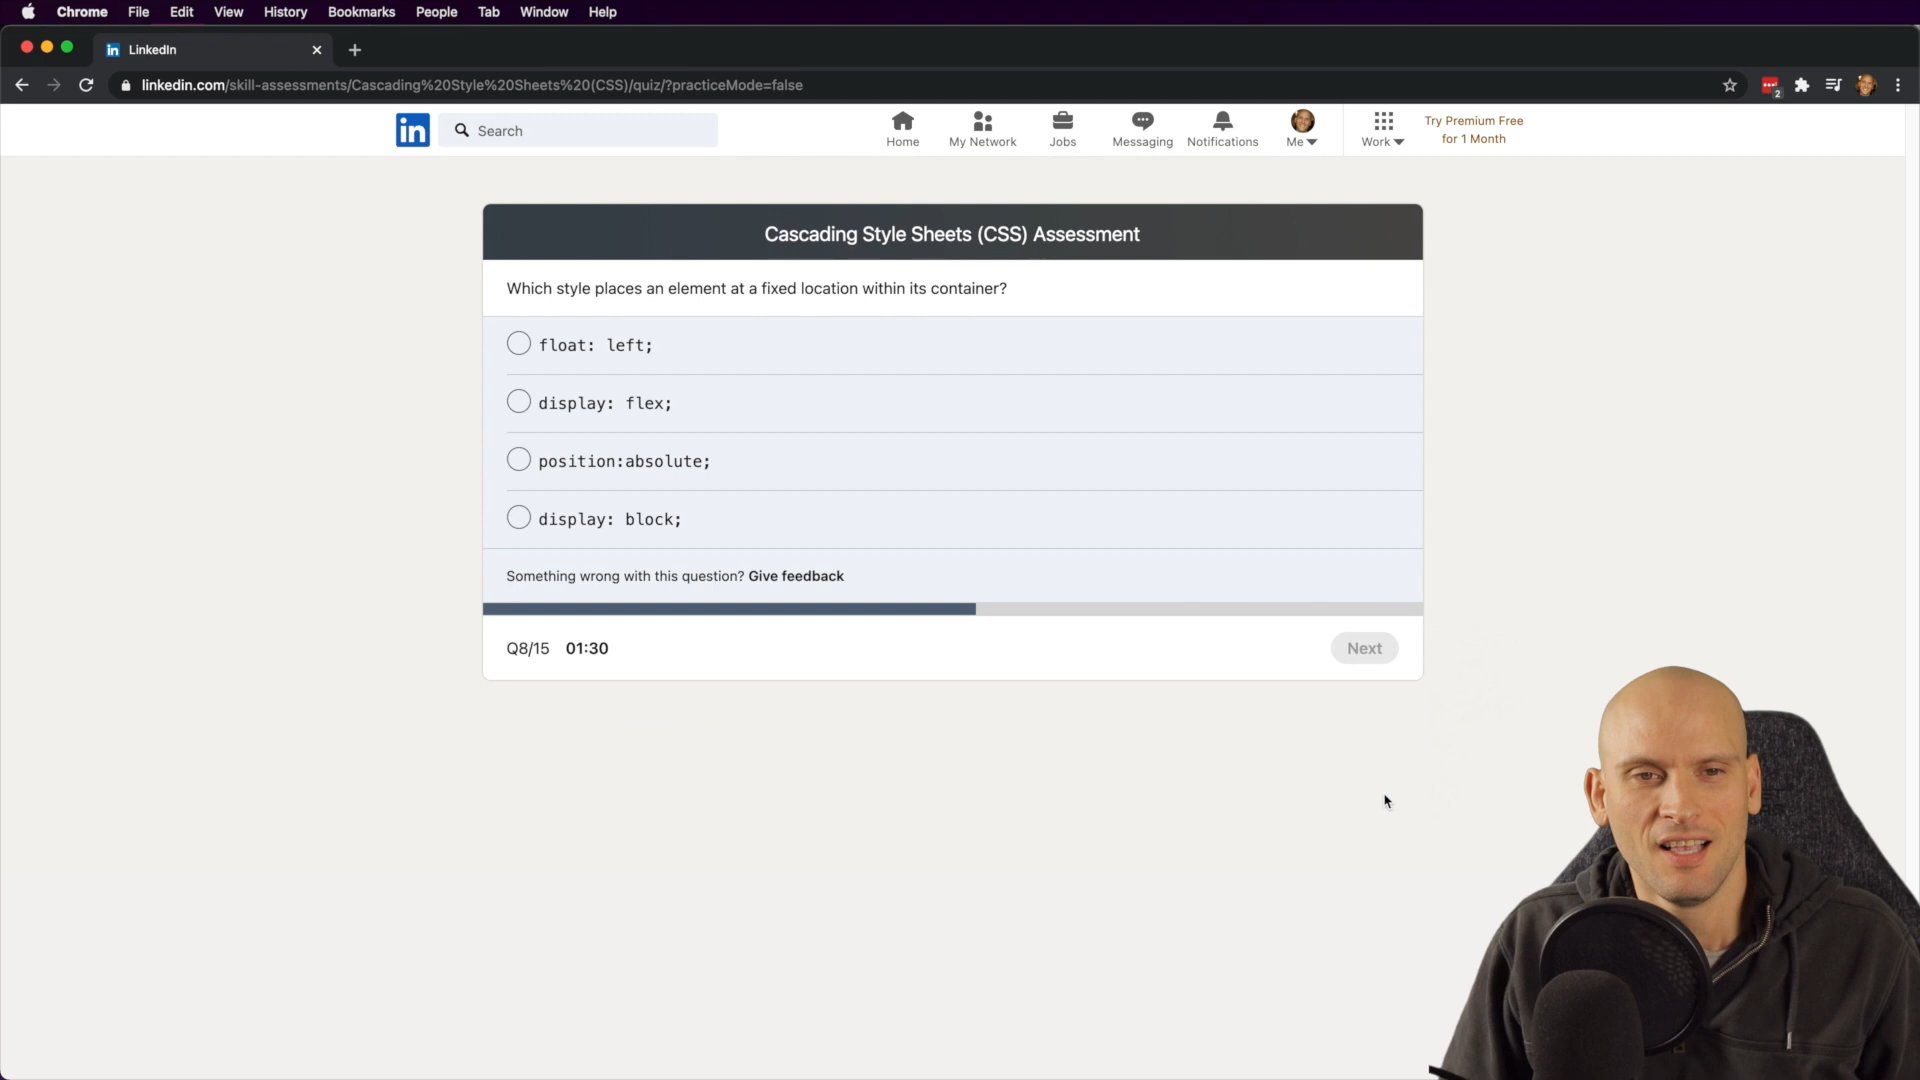 Chrome File Edit View History Bookmarks People Tab Window Help
in LinkedIn
linkedin.com/skill-assessments/Cascading%20Style%20Sheets%20(CSS)/quiz/?practiceMode=false
2
in
Search
Home My Network Jobs Messaging Notifications Me Work
Try Premium Free
for 1 Month
Cascading Style Sheets (CSS) Assessment
Which style places an element at a fixed location within its container?
float: left;
display: flex;
position:absolute;
display: block;
Something wrong with this question? Give feedback
Q8/15 01:30
Next